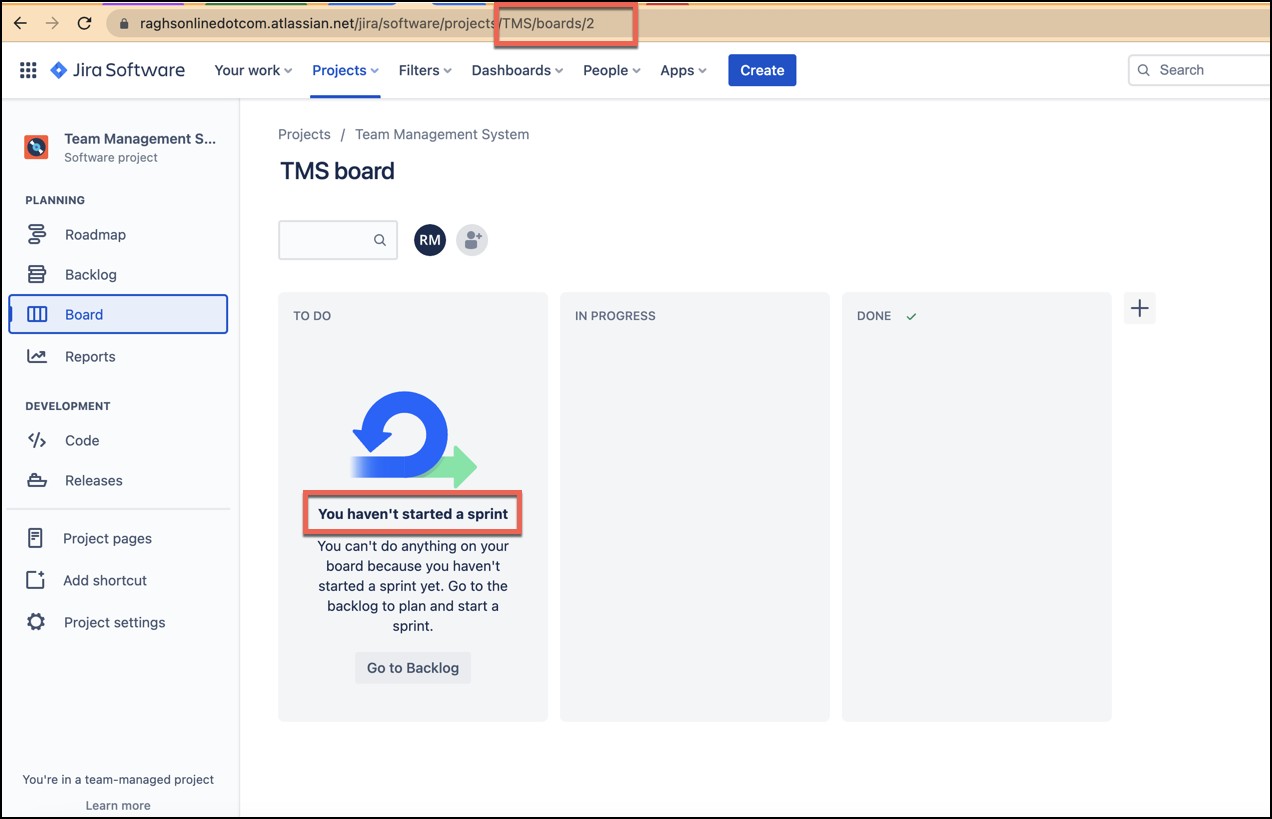 raghsonlinedotcom.atlassian.net/jira/software/projects/TMS/boards/2
Jira Software Your work Projects Filters Dashboards People Apps Create Search
Team Management S...
Software project
PLANNING
Roadmap
Backlog
Board
Reports
DEVELOPMENT
Code
Releases
Project pages
Add shortcut
Project settings
You're in a team-managed project
Learn more
Projects / Team Management System
TMS board
RM
TO DO
You haven't started a sprint
You can't do anything on your
board because you haven't
started a sprint yet. Go to the
backlog to plan and start a
sprint.
Go to Backlog
IN PROGRESS
DONE